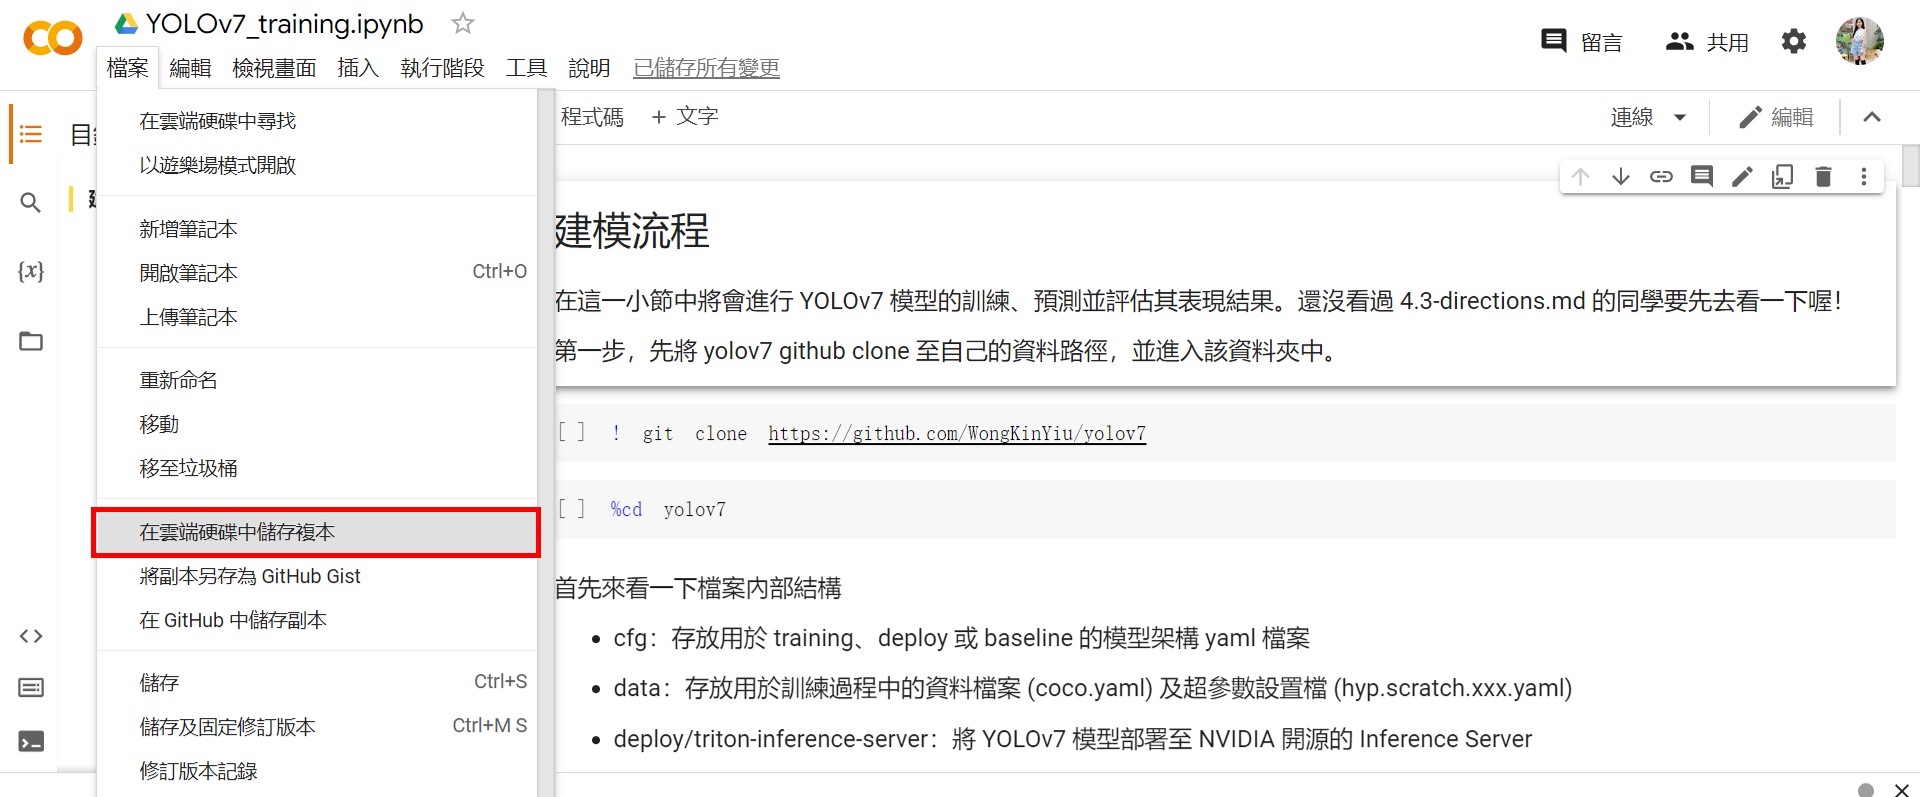 YOLOv7_training.ipynb
留言
共用
檔案 編輯 檢視畫面 插入 執行階段 工具 說明 已儲存所有變更
在雲端硬碟中尋找
以遊樂場模式開啟
新增筆記本
開啟筆記本 Ctrl+O
上傳筆記本
重新命名
移動
移至垃圾桶
在雲端硬碟中儲存複本
將副本另存為 GitHub Gist
在 GitHub 中儲存副本
儲存 Ctrl+S
儲存及固定修訂版本 Ctrl+M S
修訂版本記錄
程式碼 + 文字
連線
編輯
{x}
建模流程
在這一小節中將會進行 YOLOv7 模型的訓練、預測並評估其表現結果。還沒看過 4.3-directions.md 的同學要先去看一下喔!
第一步，先將 yolov7 github clone 至自己的資料路徑，並進入該資料夾中。
[ ] ! git clone https://github.com/WongKinYiu/yolov7
[ ] %cd yolov7
首先來看一下檔案內部結構
• cfg：存放用於 training、deploy 或 baseline 的模型架構 yaml 檔案
• data：存放用於訓練過程中的資料檔案 (coco.yaml) 及超參數設置檔 (hyp.scratch.xxx.yaml)
• deploy/triton-inference-server：將 YOLOv7 模型部署至 NVIDIA 開源的 Inference Server